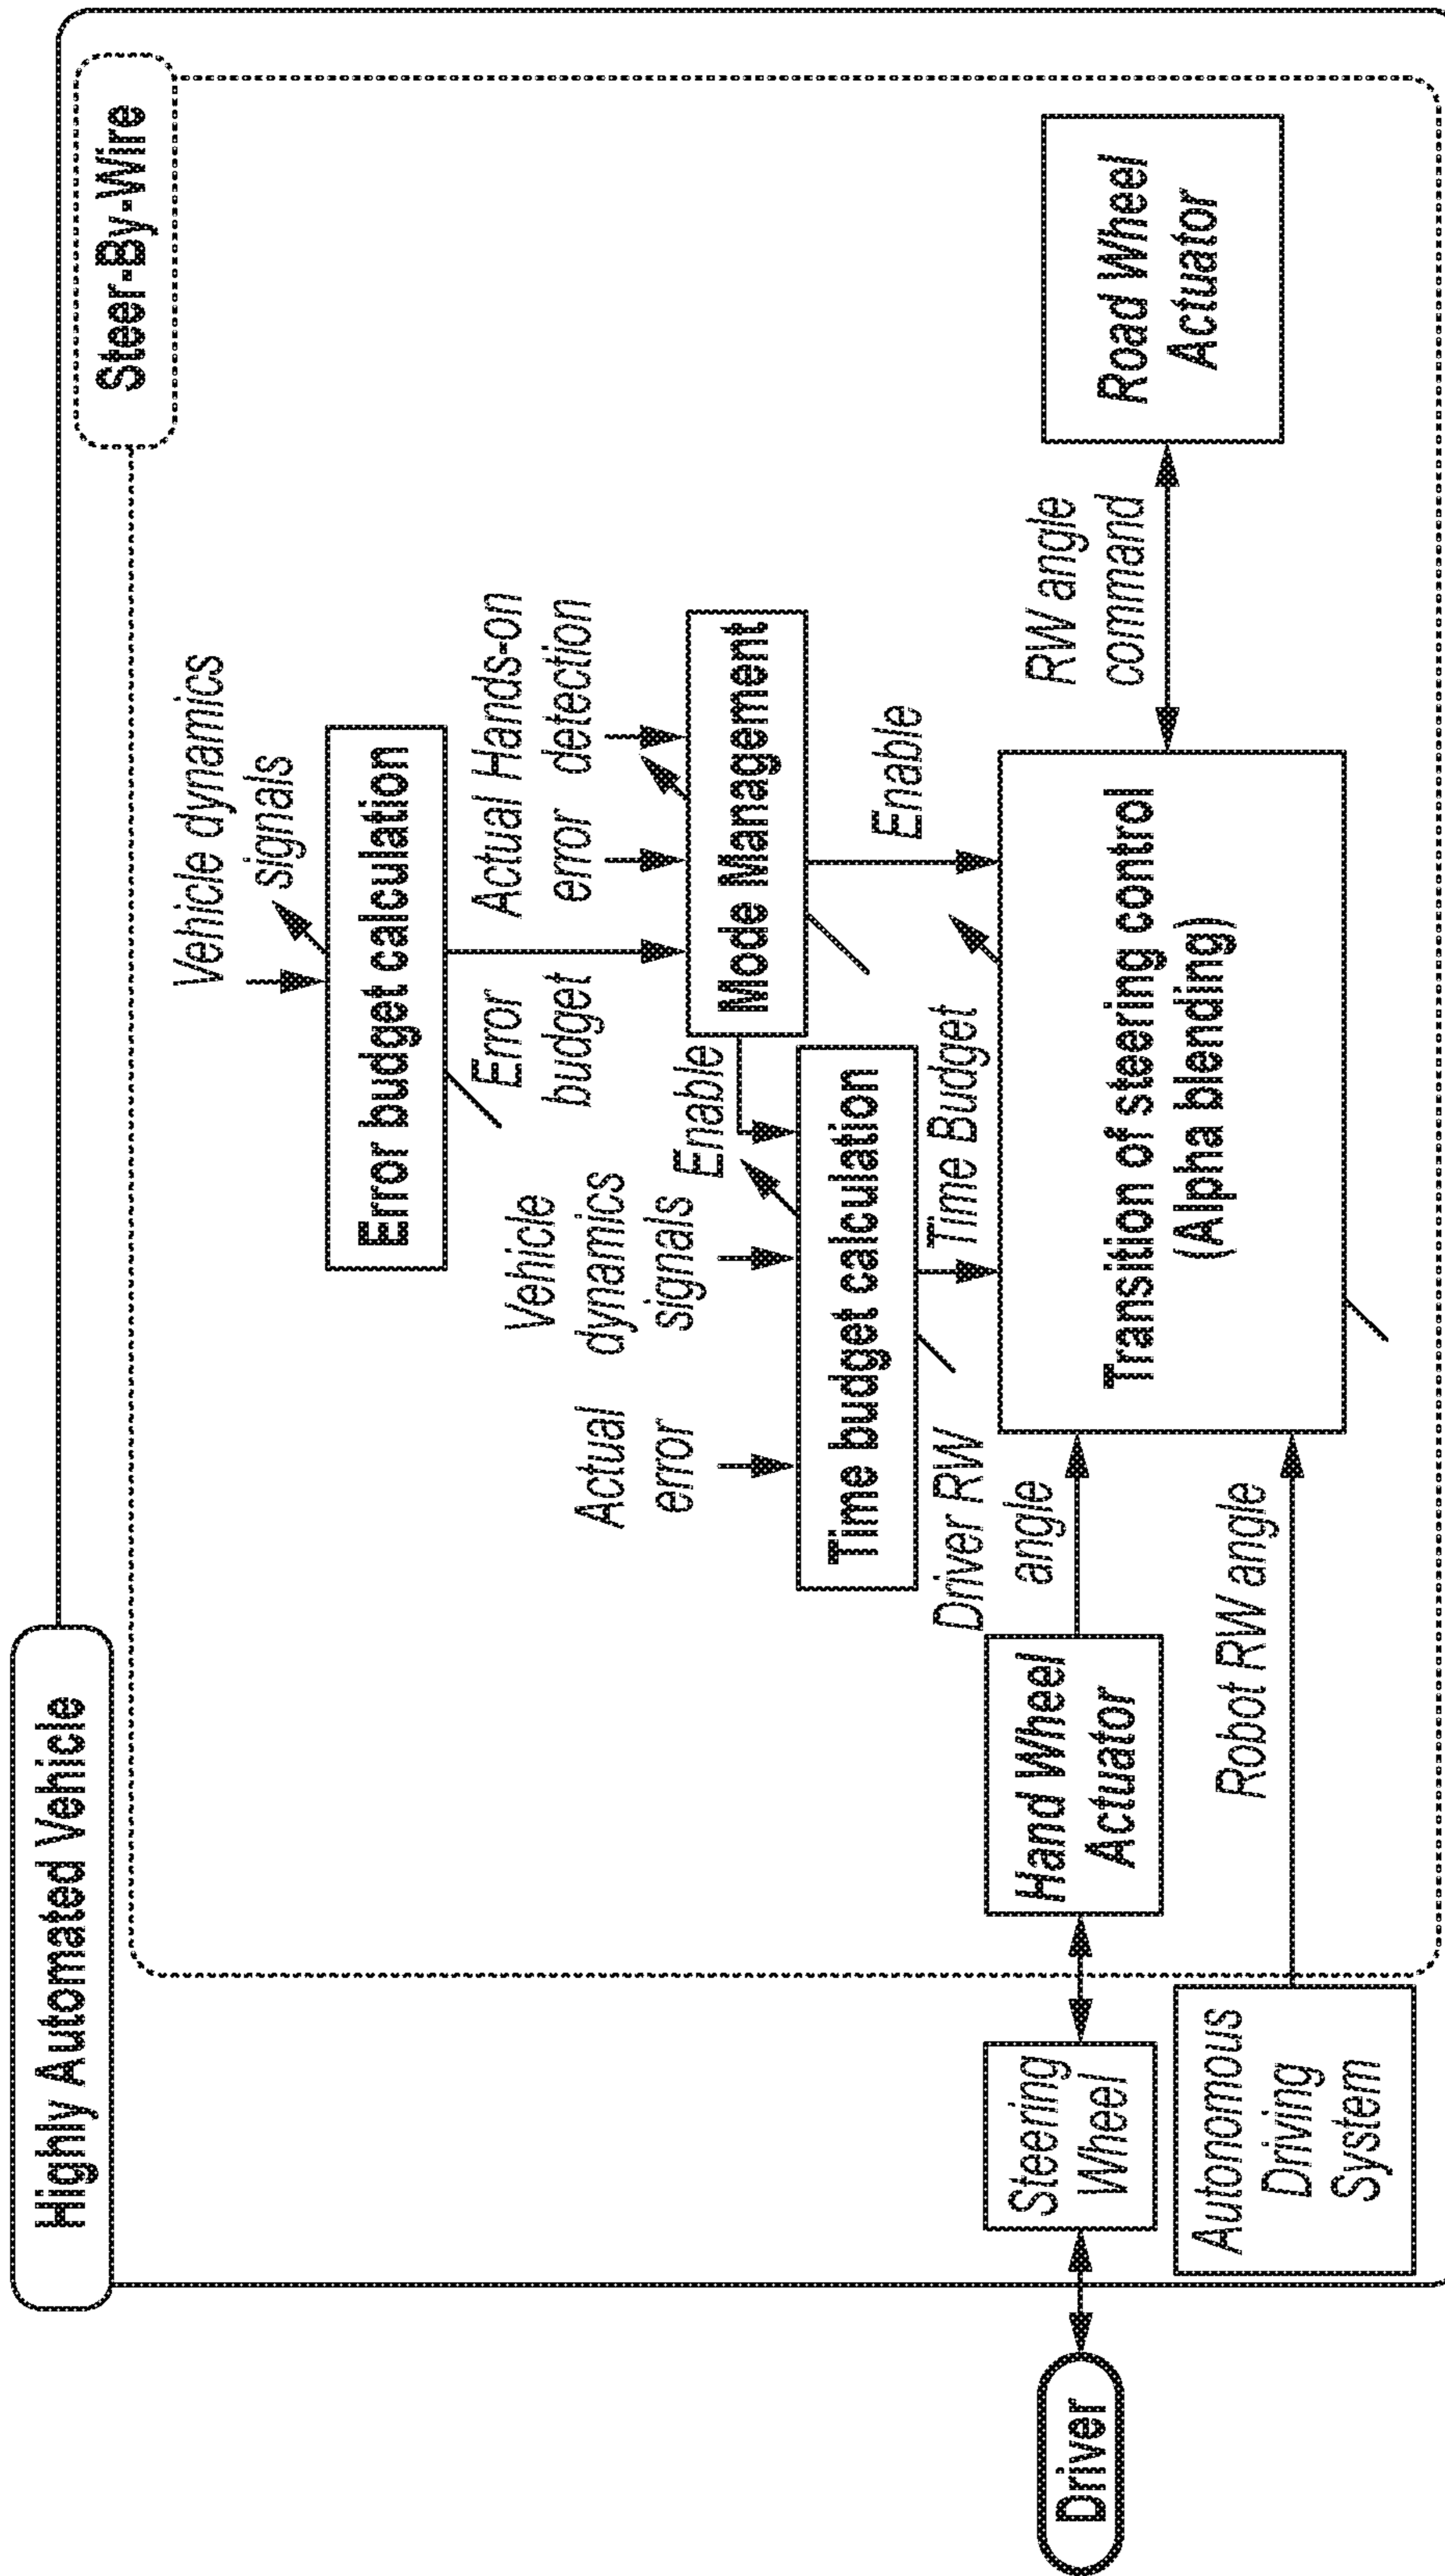 Highly Automated Vehicle
Steer-By-Wire
Vehicle dynamics
signals
Error budget calculation
Error
budget
Actual Hands-on
error detection
Mode Management
Enable
Vehicle
dynamics
signals
Actual
error
Enable
Time budget calculation
Time Budget
Driver RW
angle
Transition of steering control
(Alpha blending)
RW angle
command
Road Wheel
Actuator
Hand Wheel
Actuator
Robot RW angle
Steering
Wheel
Autonomous
Driving
System
Driver